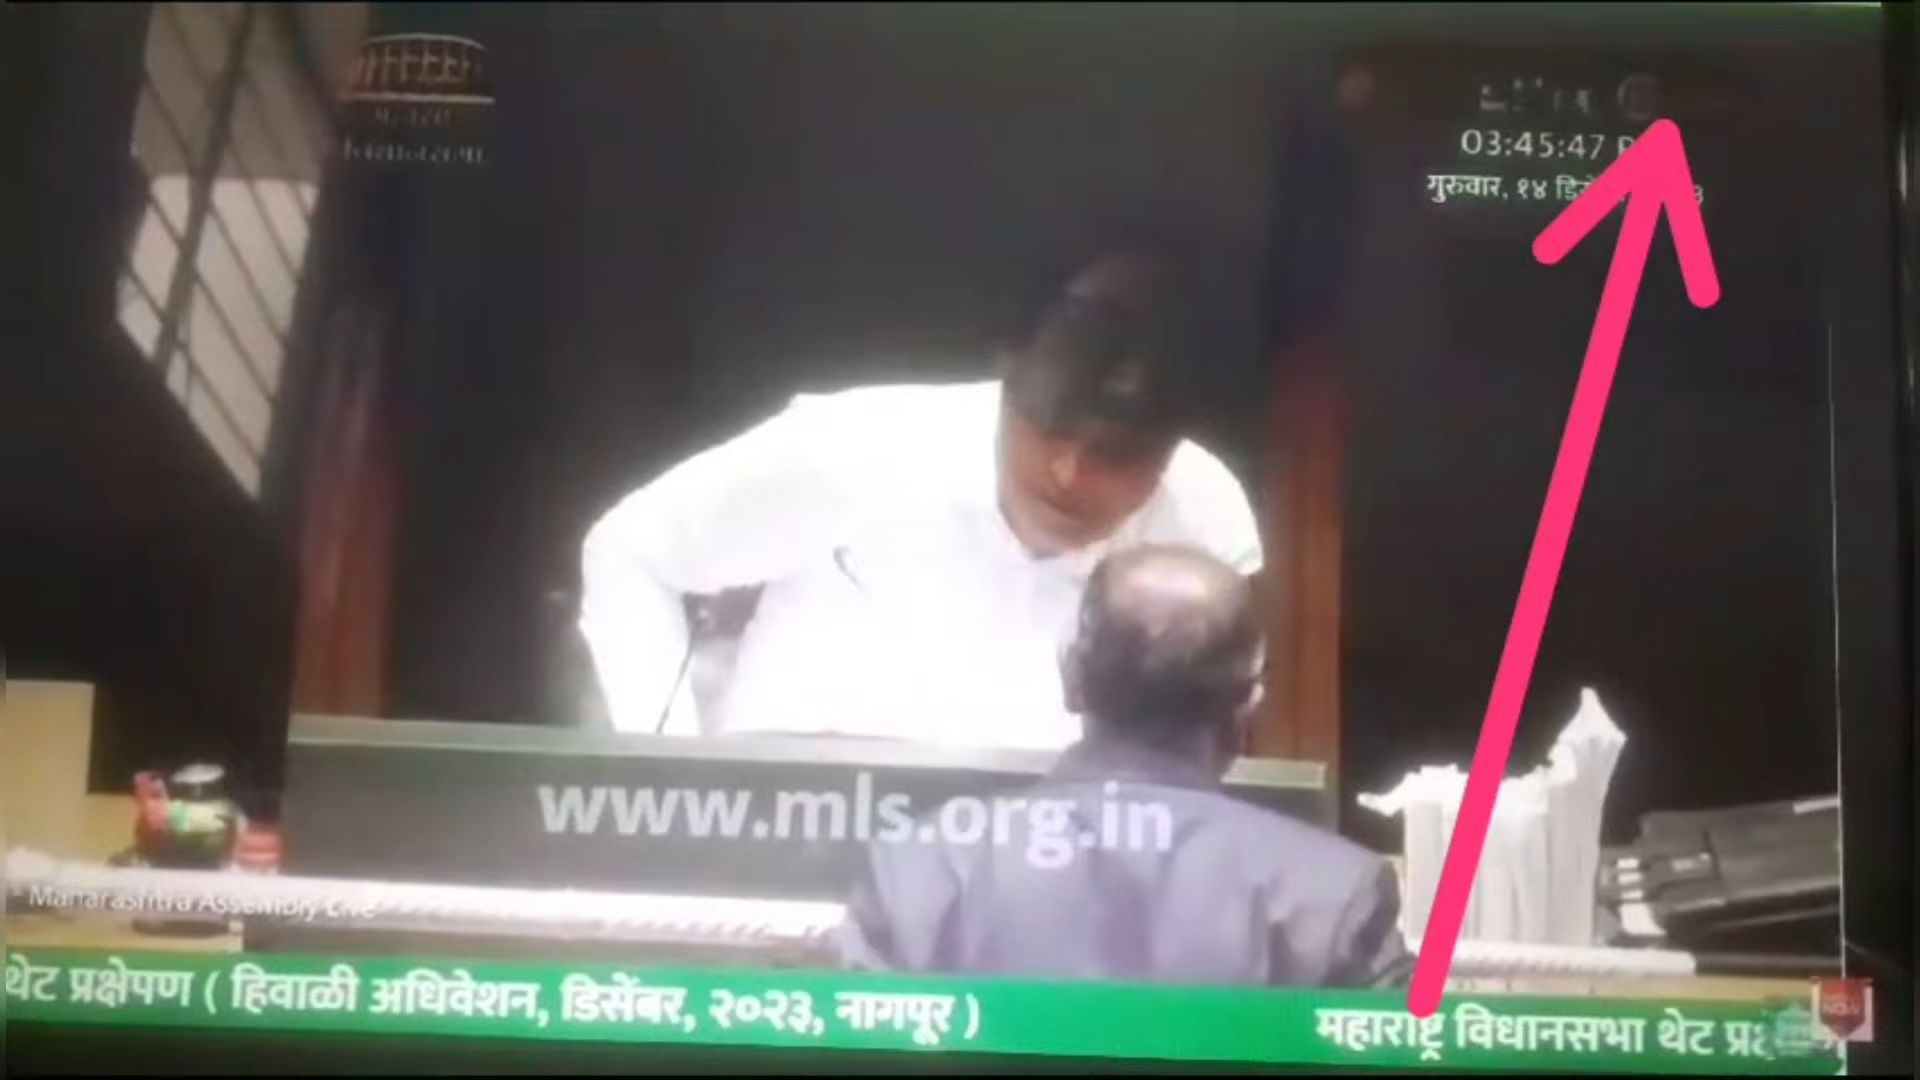 03:45:47
गुरुवार, १४
www.mls.org.in
Maharashtra Assembly Live
थेट प्रक्षेपण ( हिवाळी अधिवेशन, डिसेंबर, २०२३, नागपूर )
महाराष्ट्र विधानसभा थेट